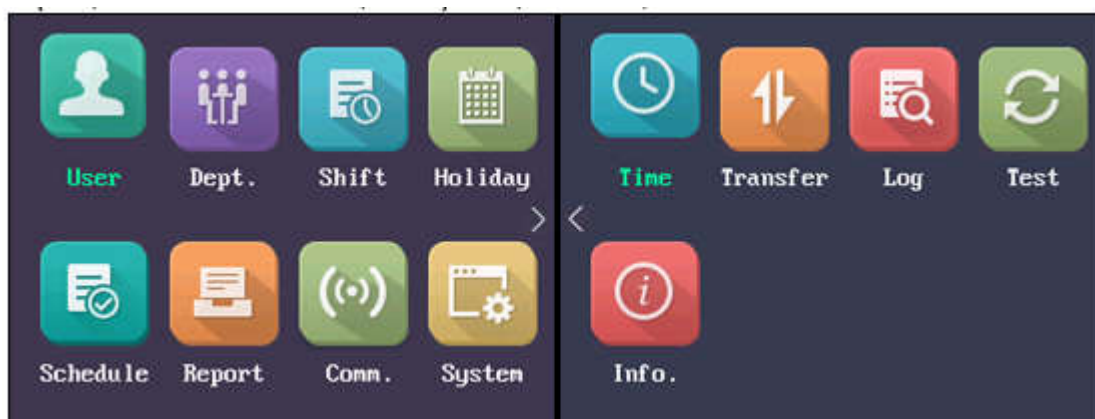 User Dept. Shift Holiday
Schedule Report Comm. System
Time Transfer Log Test
Info.